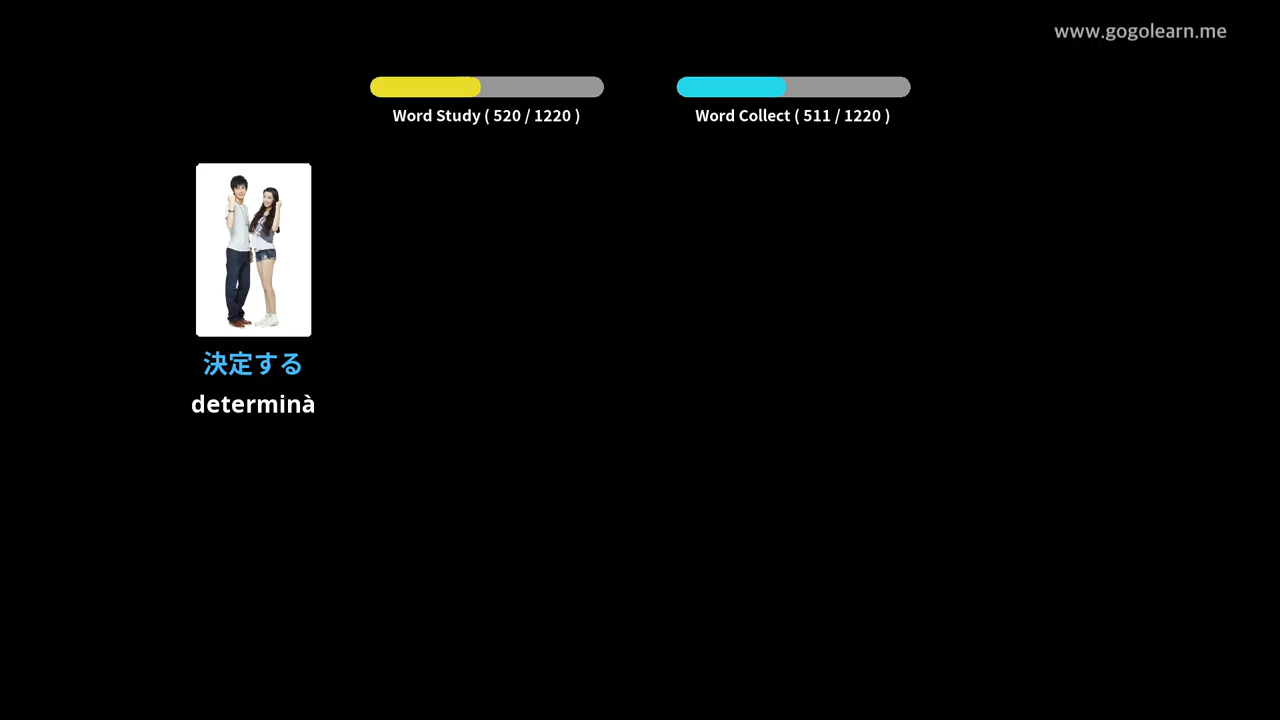 www.gogolearn.me
Word Study ( 520 / 1220 )
Word Collect ( 511 / 1220 )
決定する
determinà